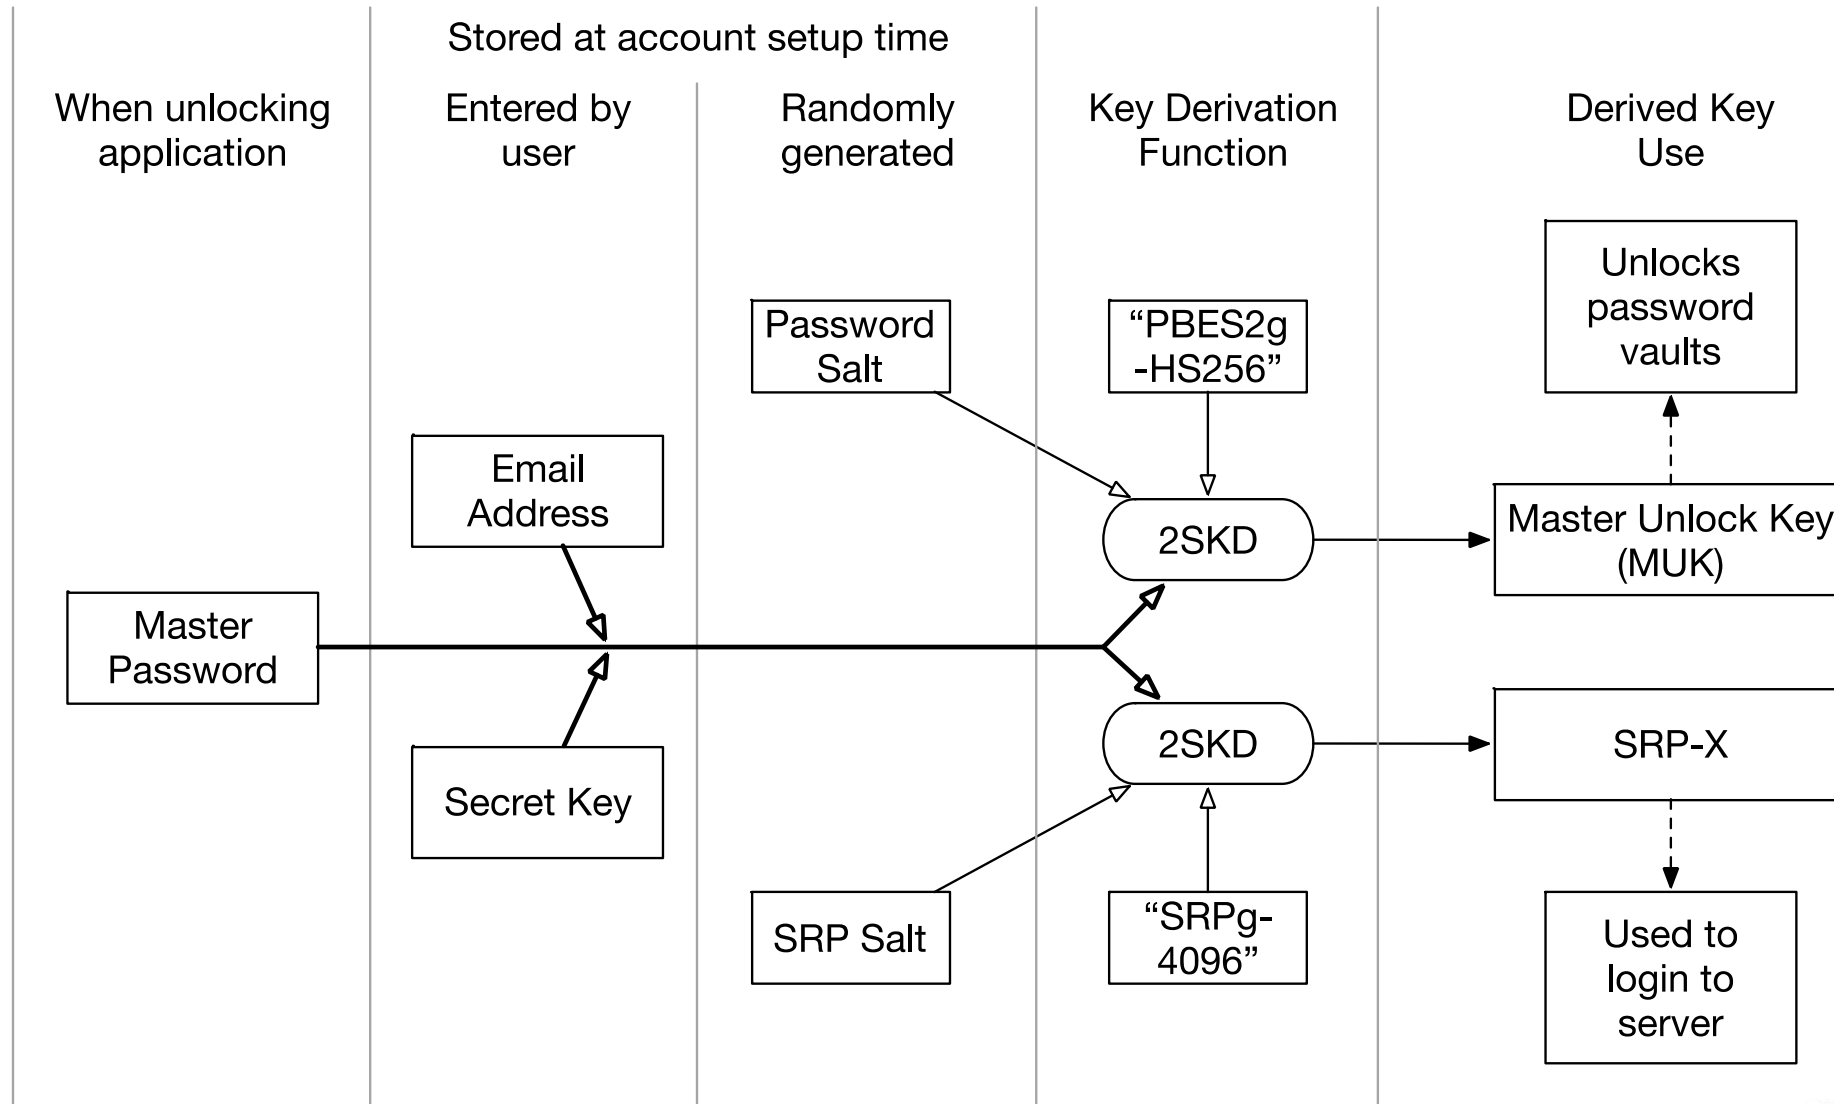 Stored at account setup time
When unlocking
application
Entered by
user
Randomly
generated
Key Derivation
Function
Derived Key
Use
Unlocks
password
vaults
Password
Salt
“PBES2g
-HS256”
Email
Address
2SKD
Master Unlock Key
(MUK)
Master
Password
2SKD
SRP-X
Secret Key
SRP Salt
“SRPg-
4096”
Used to
login to
server